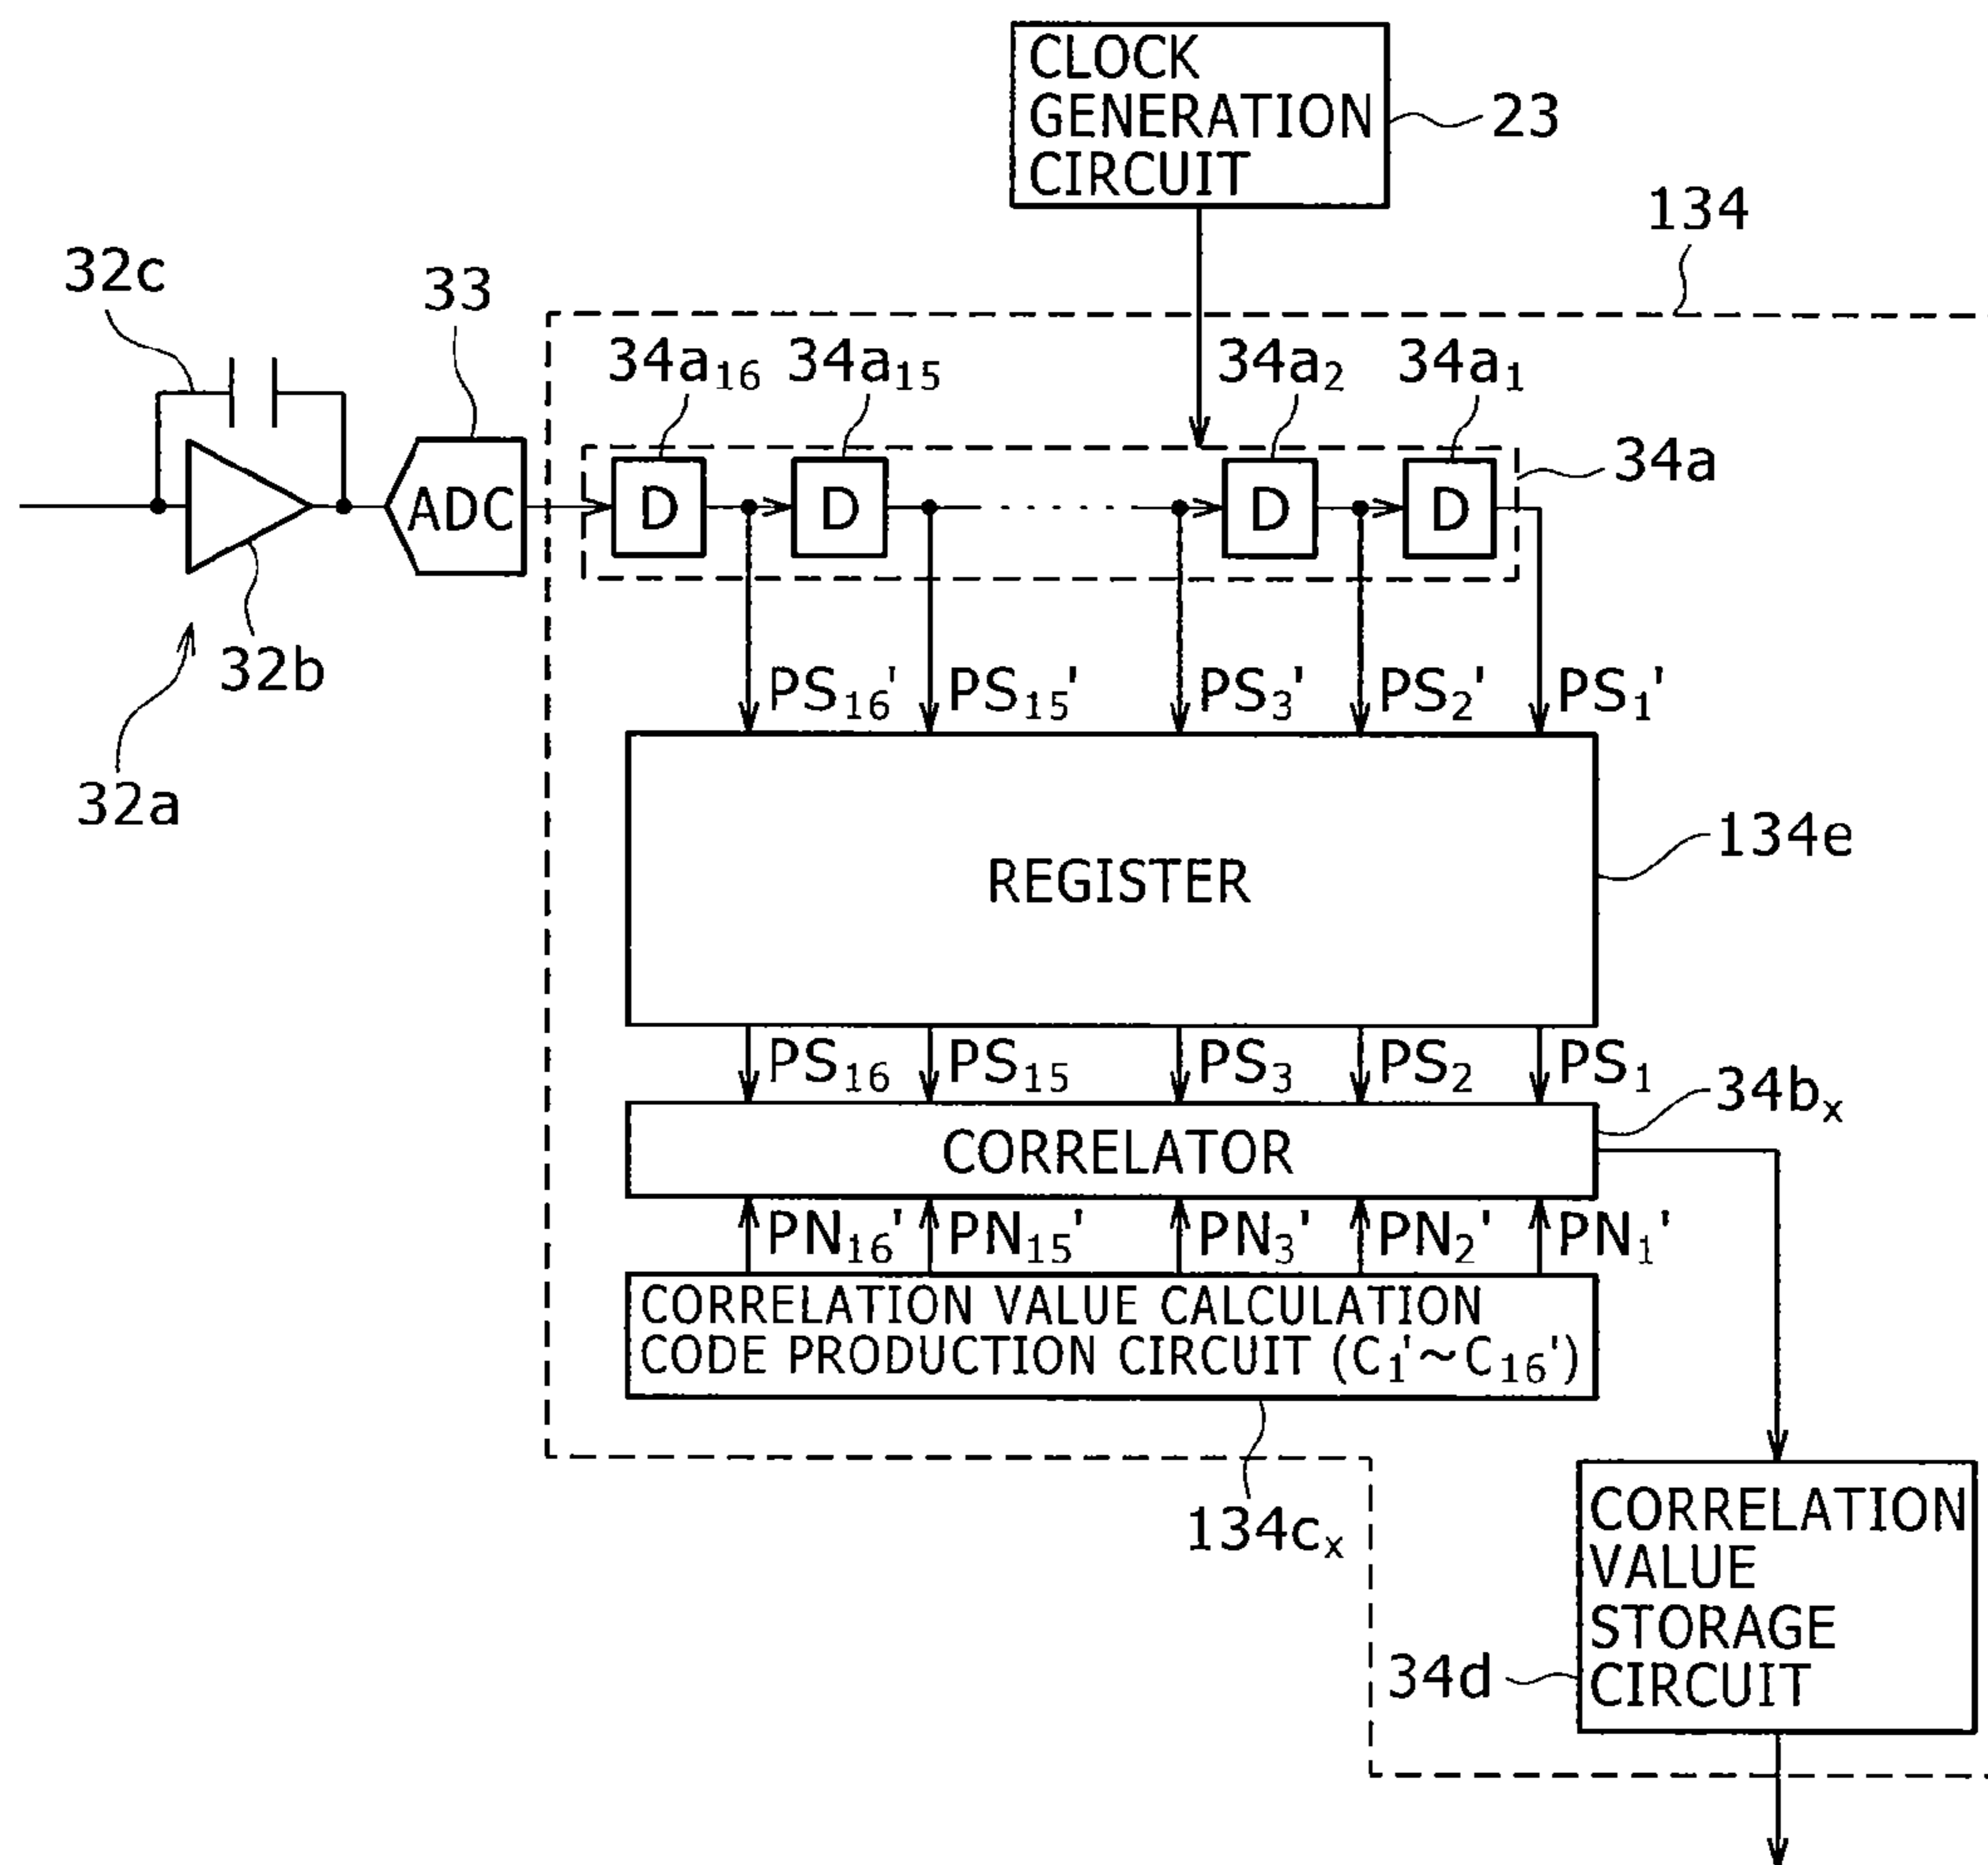 CLOCK
GENERATION
CIRCUIT
23
134
32c
33
34a16 34a15 34a2 34a1
34a
ADC D D D D
32b
32a
PS16' PS15' PS3' PS2' PS1'
REGISTER
134e
PS16 PS15 PS3 PS2 PS1
34bx
CORRELATOR
PN16' PN15' PN3' PN2' PN1'
CORRELATION VALUE CALCULATION
CODE PRODUCTION CIRCUIT (C1'~C16')
134cx
CORRELATION
VALUE
STORAGE
CIRCUIT
34d